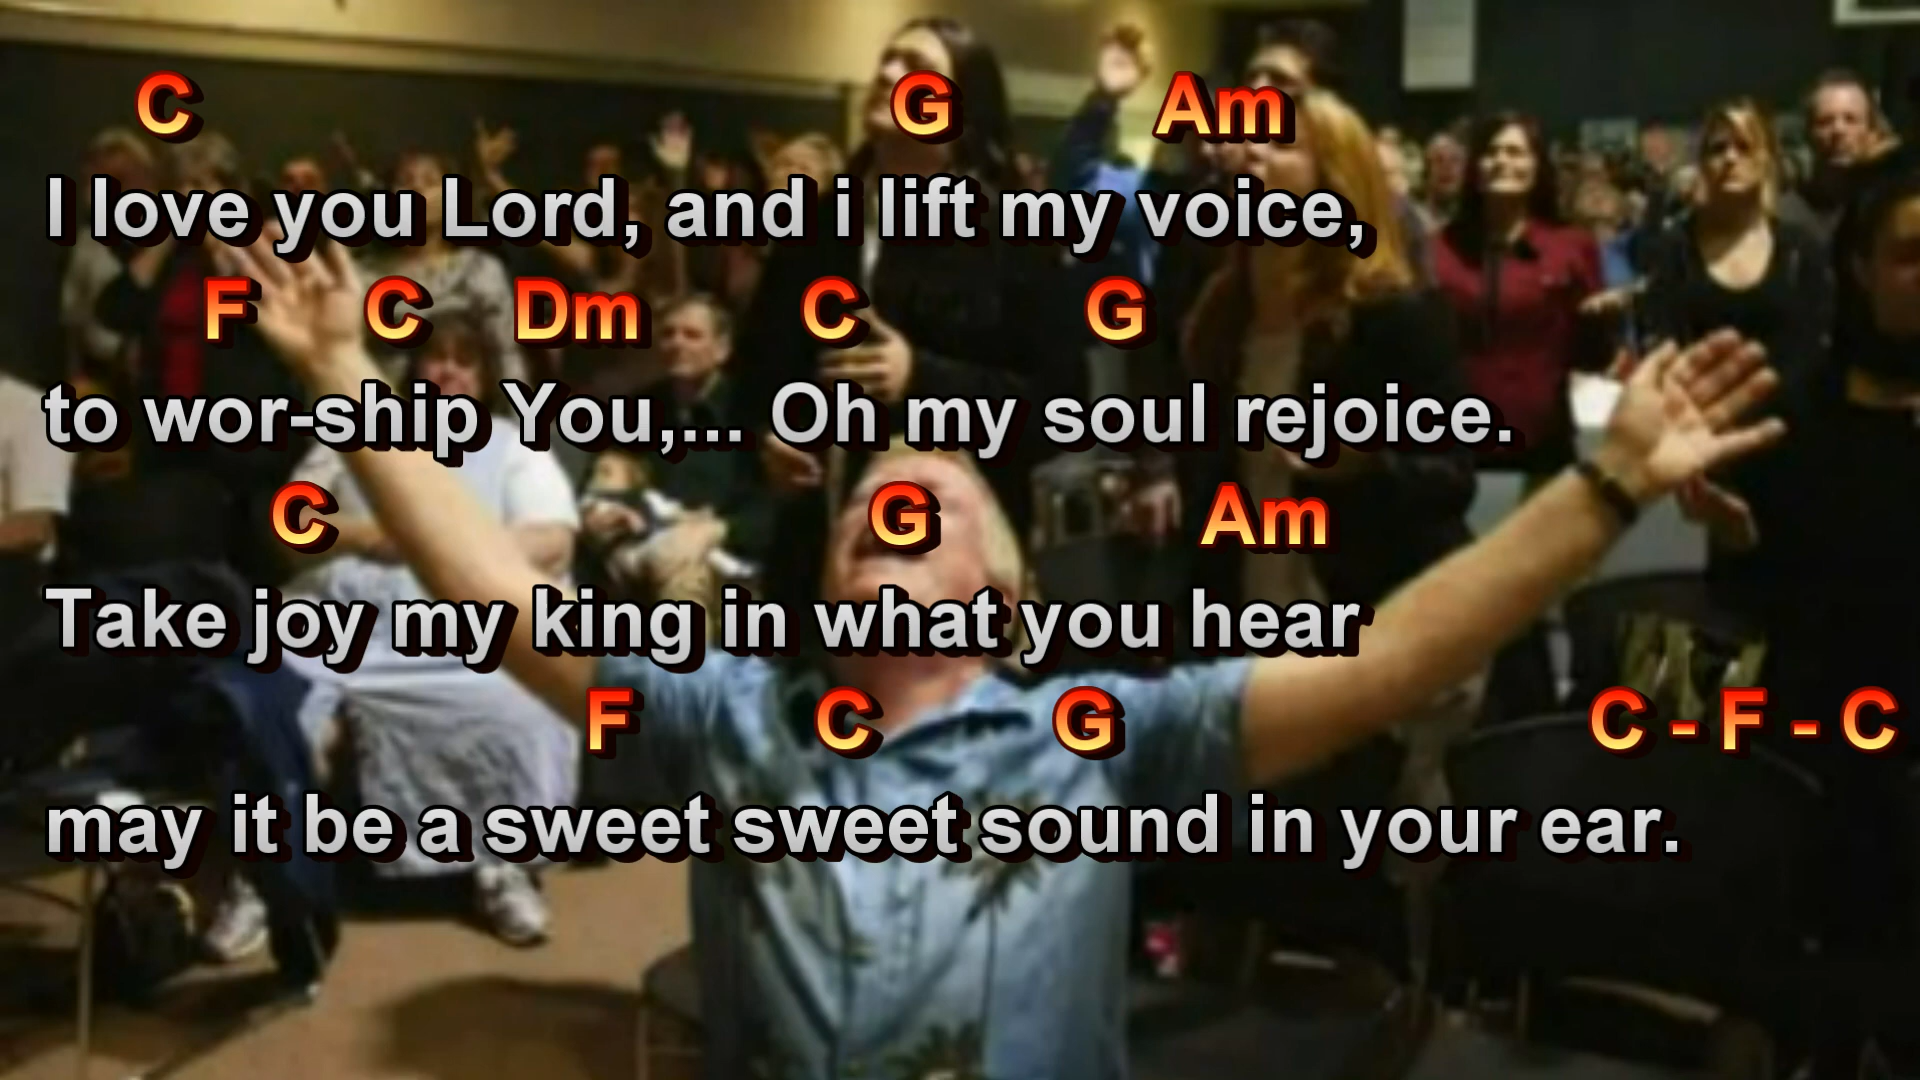 C G Am
I love you Lord, and i lift my voice,
F C Dm C G
to wor-ship You,... Oh my soul rejoice.
C G Am
Take joy my king in what you hear
F C G C - F - C
may it be a sweet sweet sound in your ear.